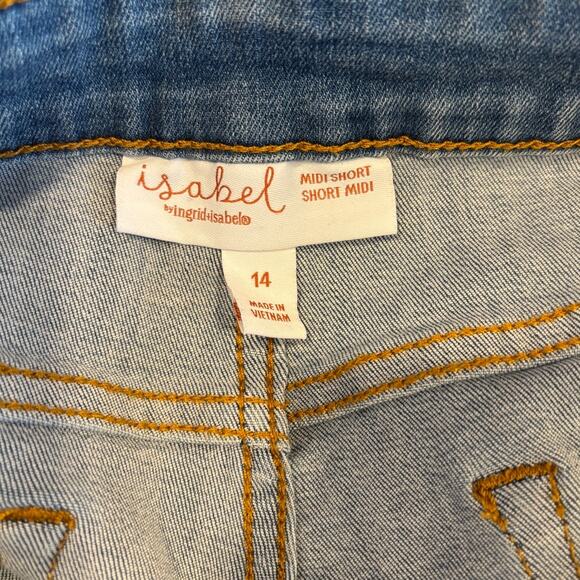 isabel
by ingrid+isabel®
MIDI SHORT
SHORT MIDI
14
MADE IN
VIETNAM